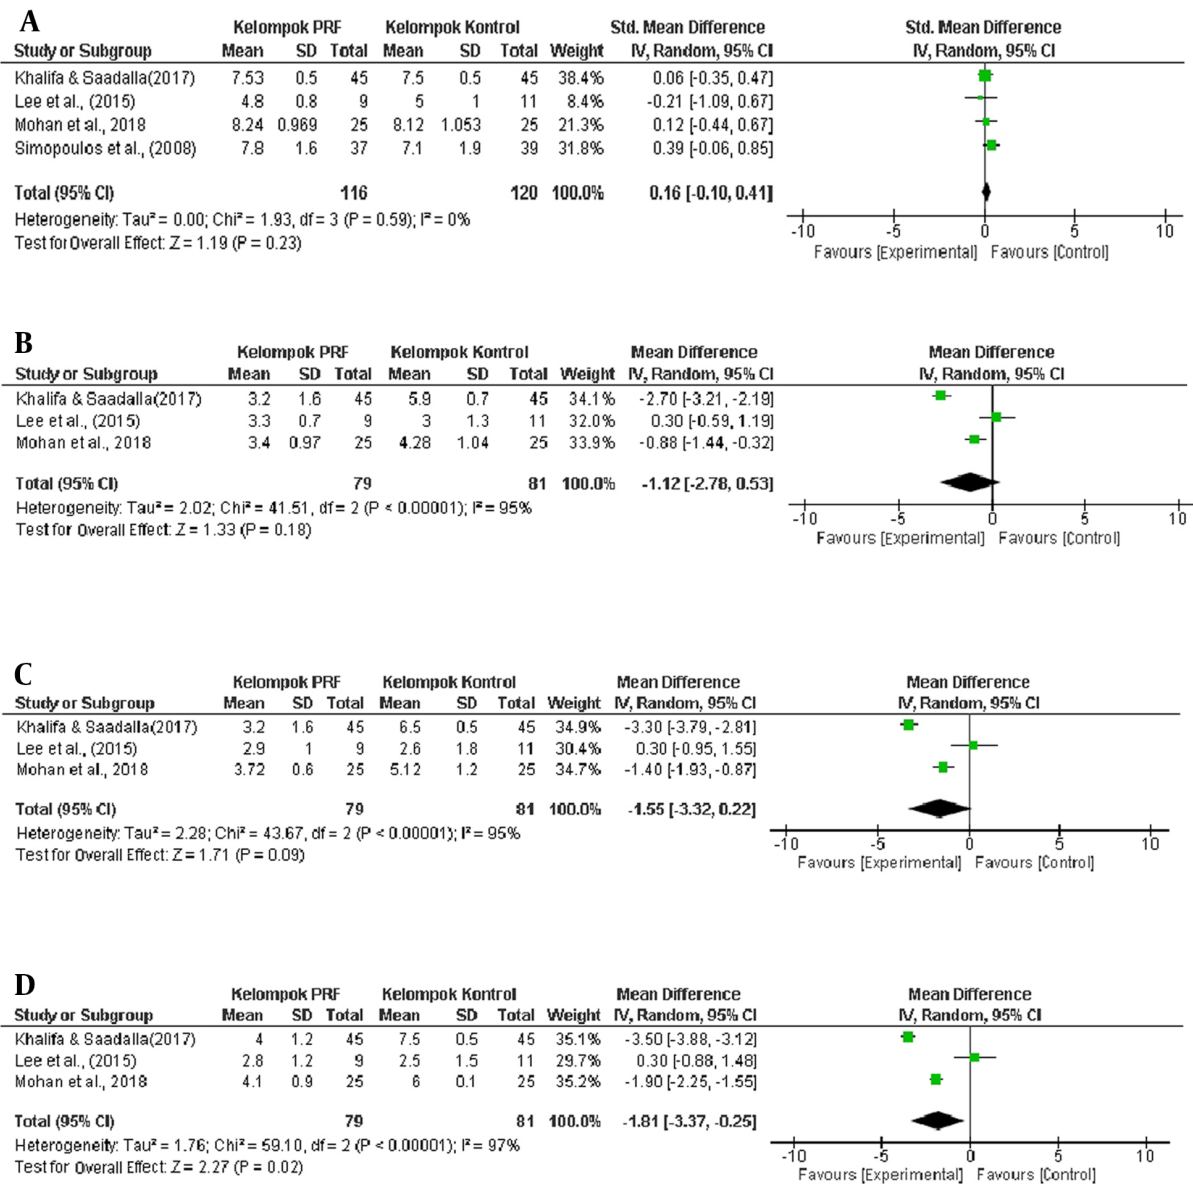 A
Kelompok PRF Kelompok Kontrol Std. Mean Difference Std. Mean Difference
Study or Subgroup Mean SD Total Mean SD Total Weight IV, Random, 95% CI IV, Random, 95% CI
Khalifa & Saadalla(2017) 7.53 0.5 45 7.5 0.5 45 38.4% 0.06 [-0.35, 0.47]
Lee et al., (2015) 4.8 0.8 9 5 1 11 8.4% -0.21 [-1.09, 0.67]
Mohan et al., 2018 8.24 0.969 25 8.12 1.053 25 21.3% 0.12 [-0.44, 0.67]
Simopoulos et al., (2008) 7.8 1.6 37 7.1 1.9 39 31.8% 0.39 [-0.06, 0.85]
Total (95% CI) 116 120 100.0% 0.16 [-0.10, 0.41]
Heterogeneity: Tau² = 0.00; Chi² = 1.93, df = 3 (P = 0.59); I² = 0%
Test for Overall Effect: Z = 1.19 (P = 0.23)
-10 -5 0 5 10
Favours [Experimental] Favours [Control]
B
Kelompok PRF Kelompok Kontrol Mean Difference Mean Difference
Study or Subgroup Mean SD Total Mean SD Total Weight IV, Random, 95% CI IV, Random, 95% CI
Khalifa & Saadalla(2017) 3.2 1.6 45 5.9 0.7 45 34.1% -2.70 [-3.21, -2.19]
Lee et al., (2015) 3.3 0.7 9 3 1.3 11 32.0% 0.30 [-0.59, 1.19]
Mohan et al., 2018 3.4 0.97 25 4.28 1.04 25 33.9% -0.88 [-1.44, -0.32]
Total (95% CI) 79 81 100.0% -1.12 [-2.78, 0.53]
Heterogeneity: Tau² = 2.02; Chi² = 41.51, df = 2 (P < 0.00001); I² = 95%
Test for Overall Effect: Z = 1.33 (P = 0.18)
-10 -5 0 5 10
Favours [Experimental] Favours [Control]
C
Kelompok PRF Kelompok Kontrol Mean Difference Mean Difference
Study or Subgroup Mean SD Total Mean SD Total Weight IV, Random, 95% CI IV, Random, 95% CI
Khalifa & Saadalla(2017) 3.2 1.6 45 6.5 0.5 45 34.9% -3.30 [-3.79, -2.81]
Lee et al., (2015) 2.9 1 9 2.6 1.8 11 30.4% 0.30 [-0.95, 1.55]
Mohan et al., 2018 3.72 0.6 25 5.12 1.2 25 34.7% -1.40 [-1.93, -0.87]
Total (95% CI) 79 81 100.0% -1.55 [-3.32, 0.22]
Heterogeneity: Tau² = 2.28; Chi² = 43.67, df = 2 (P < 0.00001); I² = 95%
Test for Overall Effect: Z = 1.71 (P = 0.09)
-10 -5 0 5 10
Favours [Experimental] Favours [Control]
D
Kelompok PRF Kelompok Kontrol Mean Difference Mean Difference
Study or Subgroup Mean SD Total Mean SD Total Weight IV, Random, 95% CI IV, Random, 95% CI
Khalifa & Saadalla(2017) 4 1.2 45 7.5 0.5 45 35.1% -3.50 [-3.88, -3.12]
Lee et al., (2015) 2.8 1.2 9 2.5 1.5 11 29.7% 0.30 [-0.88, 1.48]
Mohan et al., 2018 4.1 0.9 25 6 0.1 25 35.2% -1.90 [-2.25, -1.55]
Total (95% CI) 79 81 100.0% -1.81 [-3.37, -0.25]
Heterogeneity: Tau² = 1.76; Chi² = 59.10, df = 2 (P < 0.00001); I² = 97%
Test for Overall Effect: Z = 2.27 (P = 0.02)
-10 -5 0 5 10
Favours [Experimental] Favours [Control]